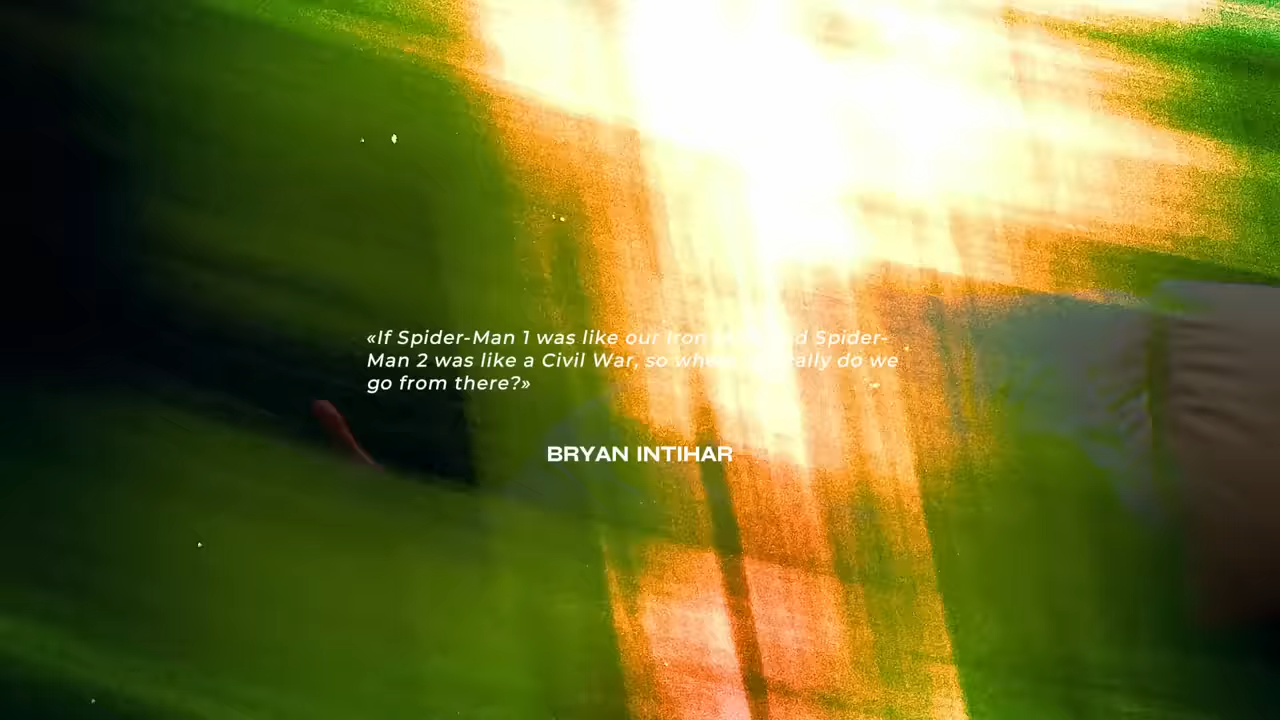 «If Spider-Man 1 was like our Iron Spider-
Man 2 was like a Civil War, so do we
go from there?»
BRYAN INTIHAR